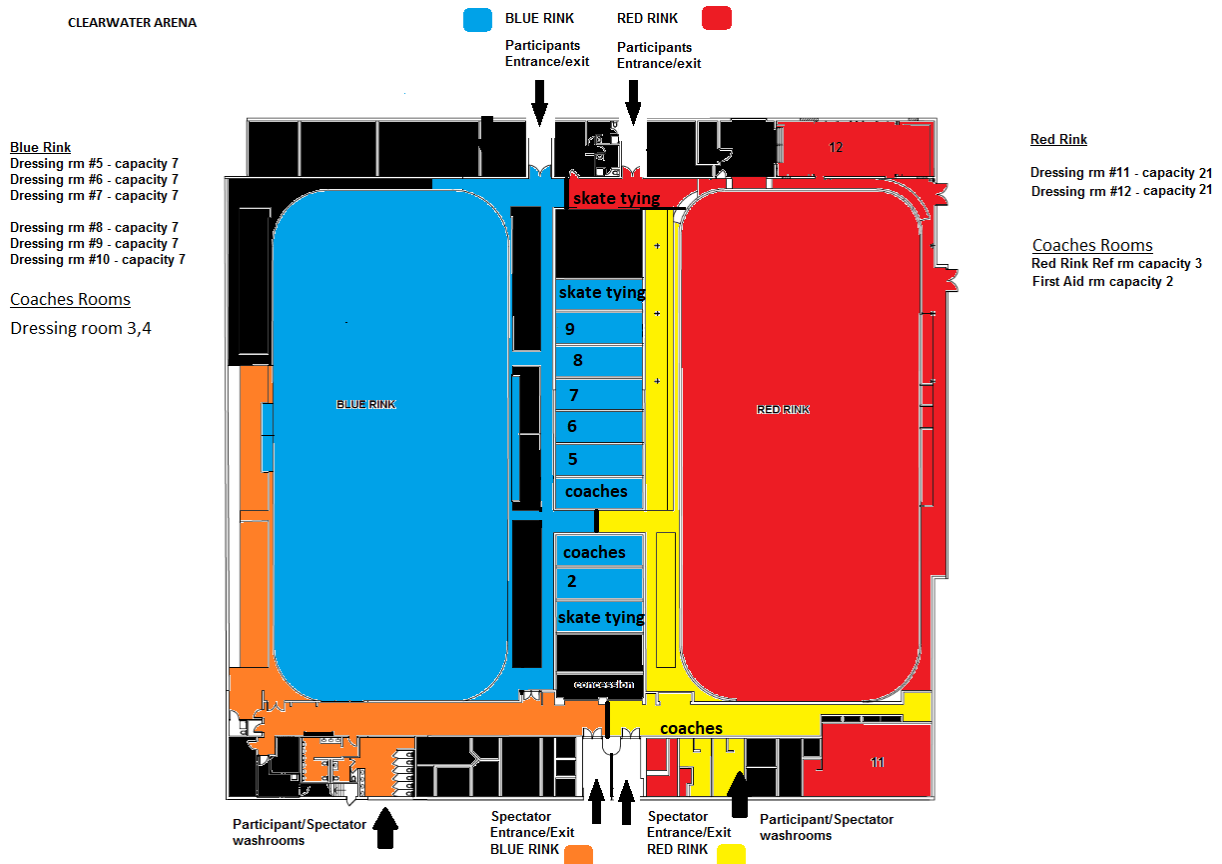 CLEARWATER ARENA
BLUE RINK
RED RINK
Participants
Entrance/exit
Participants
Entrance/exit
Blue Rink
Dressing rm #5 - capacity 7
Dressing rm #6 - capacity 7
Dressing rm #7 - capacity 7
Dressing rm #8 - capacity 7
Dressing rm #9 - capacity 7
Dressing rm #10 - capacity 7
Coaches Rooms
Dressing room 3,4
Red Rink
Dressing rm #11 - capacity 21
Dressing rm #12 - capacity 21
Coaches Rooms
Red Rink Ref rm capacity 3
First Aid rm capacity 2
12
skate tying
skate tying
9
8
7
6
5
coaches
coaches
2
skate tying
concession
BLUE RINK
RED RINK
coaches
11
Participant/Spectator
washrooms
Spectator
Entrance/Exit
BLUE RINK
Spectator
Entrance/Exit
RED RINK
Participant/Spectator
washrooms